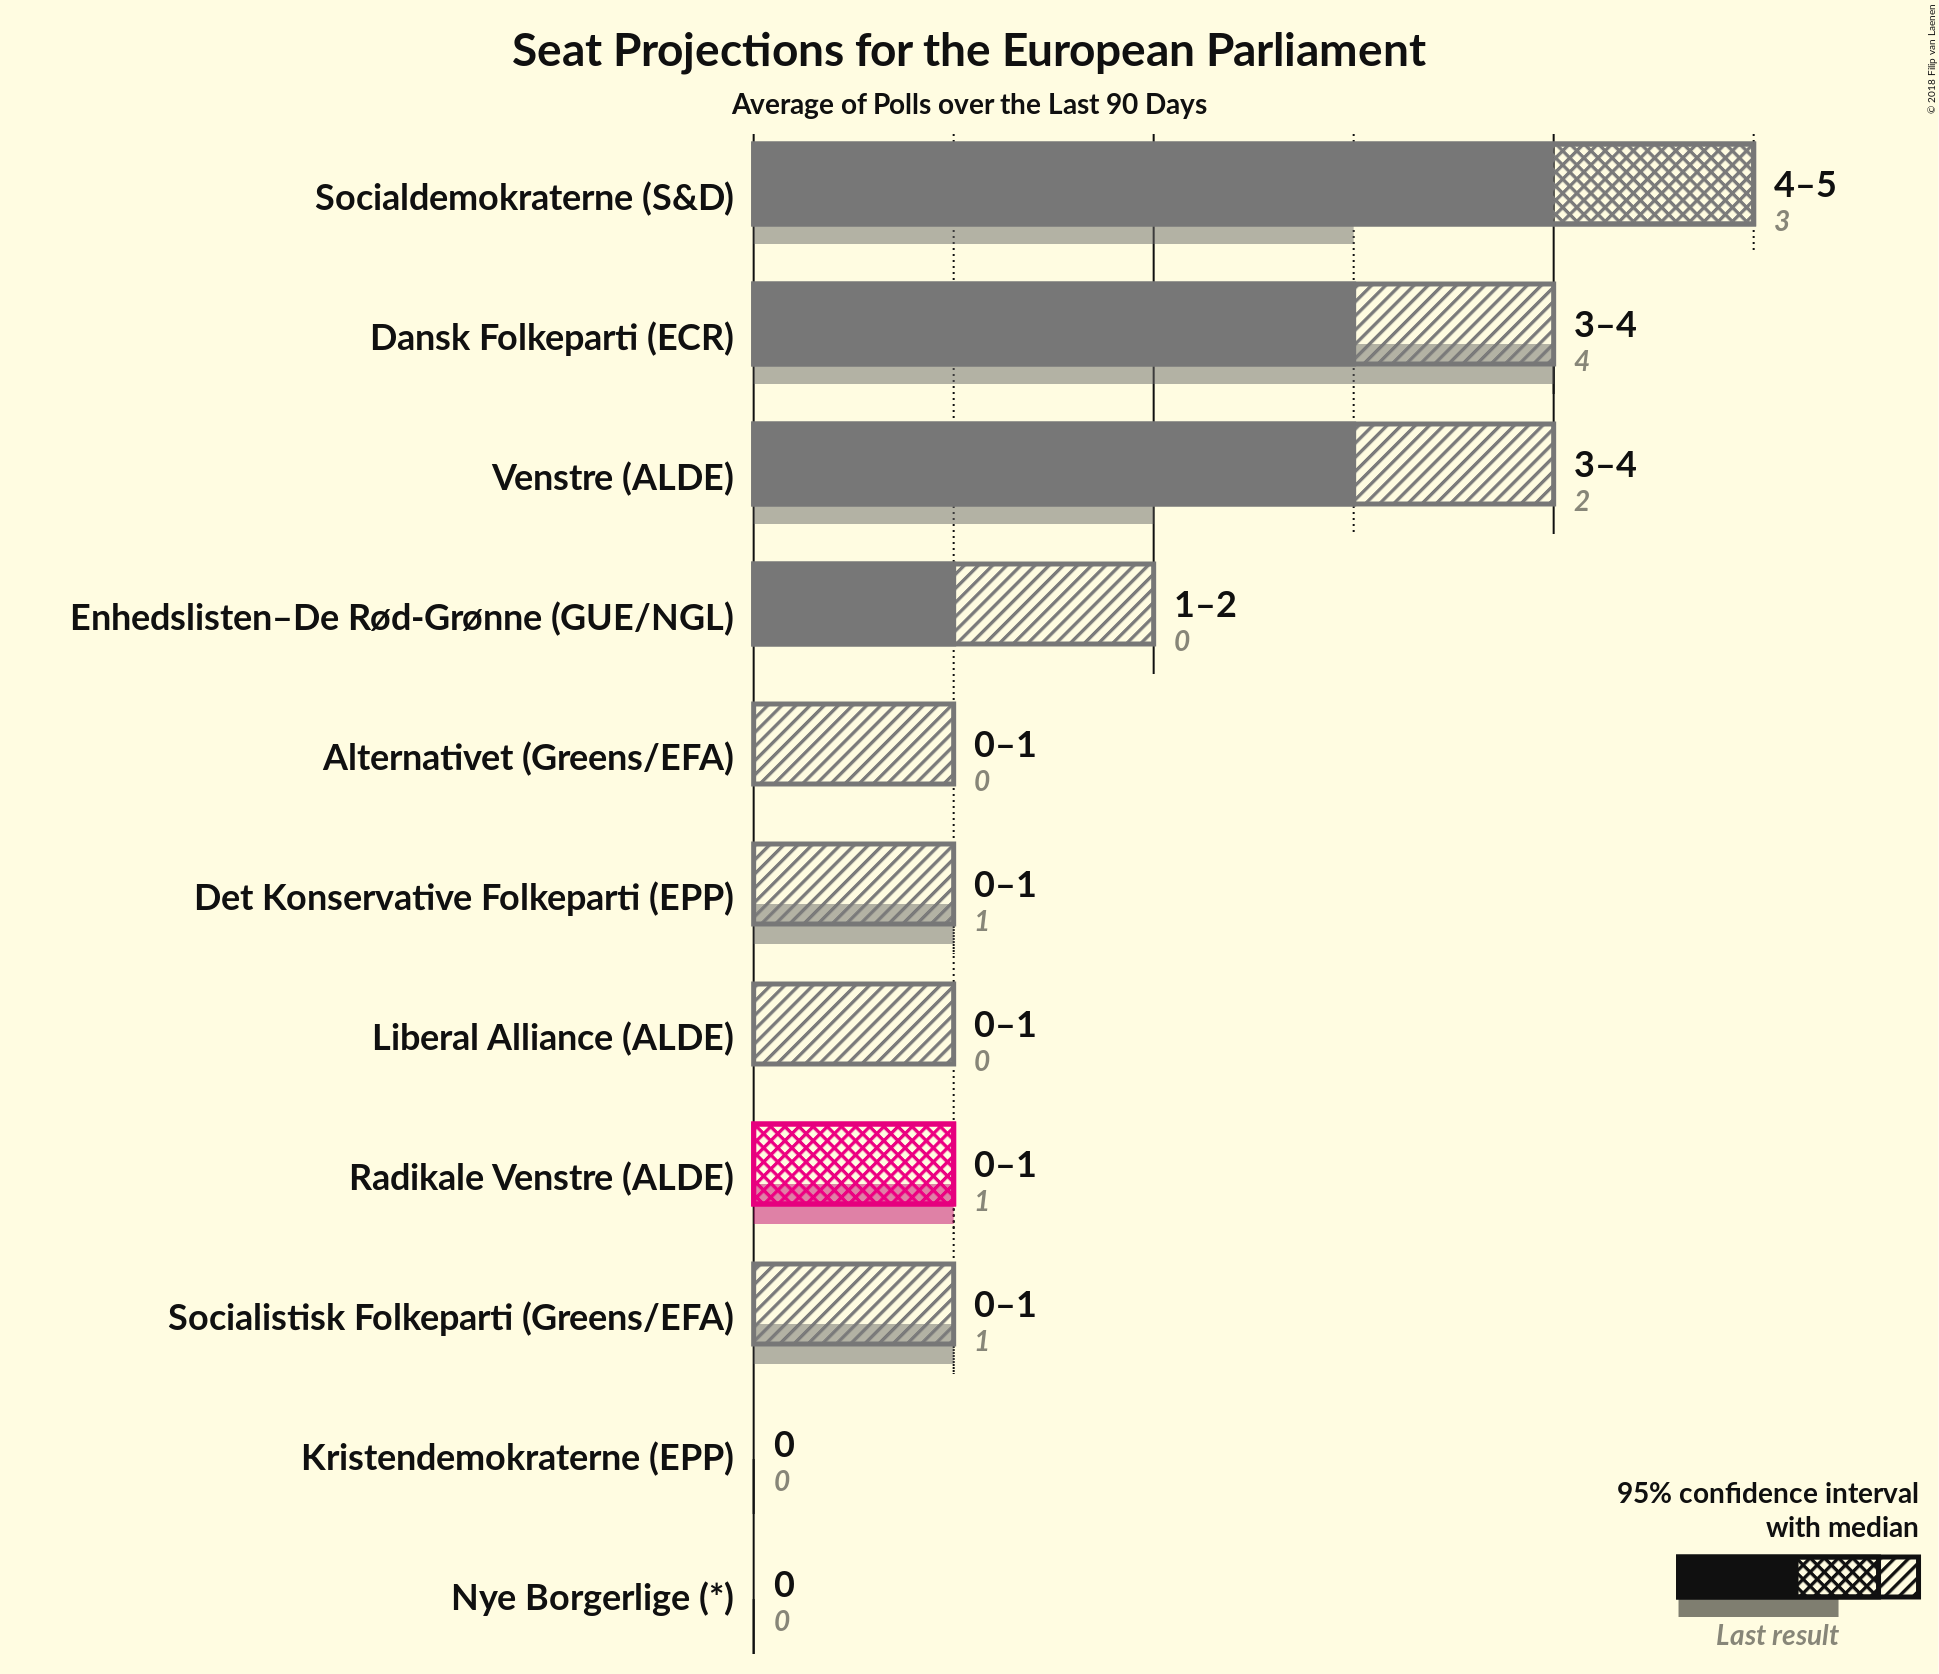 Seat Projections for the European Parliament
Average of Polls over the Last 90 Days
© 2018 Filip van Laenen
Socialdemokraterne (S&D)
4–5
3
Dansk Folkeparti (ECR)
3–4
4
Venstre (ALDE)
3–4
2
Enhedslisten–De Rød-Grønne (GUE/NGL)
1–2
0
Alternativet (Greens/EFA)
0–1
0
Det Konservative Folkeparti (EPP)
0–1
1
Liberal Alliance (ALDE)
0–1
0
Radikale Venstre (ALDE)
0–1
1
Socialistisk Folkeparti (Greens/EFA)
0–1
1
Kristendemokraterne (EPP)
0
0
Nye Borgerlige (*)
0
0
95% confidence interval
with median
Last result